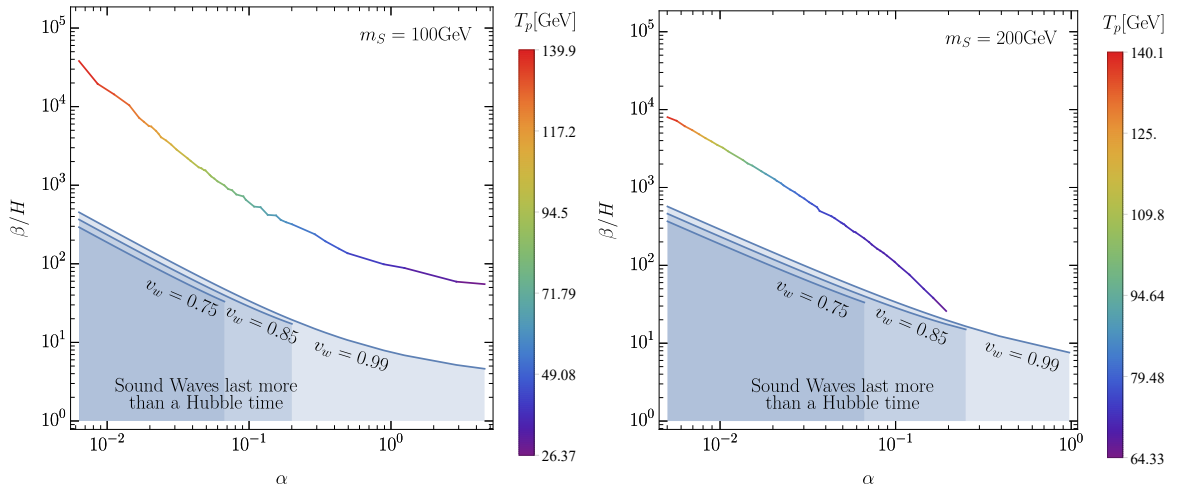 T_p[GeV]
m_S = 100GeV
10^5
10^4
10^3
10^2
10^1
10^0
β/H
v_w = 0.75
v_w = 0.85
v_w = 0.99
Sound Waves last more
than a Hubble time
10^−2
10^−1
10^0
α
139.9
117.2
94.5
71.79
49.08
26.37
T_p[GeV]
m_S = 200GeV
10^5
10^4
10^3
10^2
10^1
10^0
β/H
v_w = 0.75
v_w = 0.85
v_w = 0.99
Sound Waves last more
than a Hubble time
10^−2
10^−1
10^0
α
140.1
125.
109.8
94.64
79.48
64.33